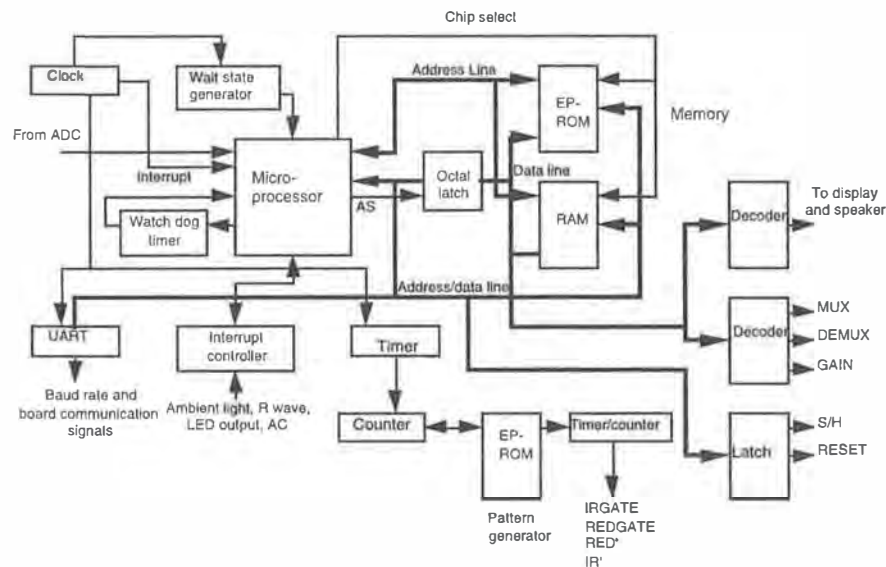 Chip select
Clock
Wait state
generator
Address Line
EP-
ROM
Memory
From ADC
Interrupt
Micro-
processor
Octal
latch
Data line
AS
RAM
Watch dog
timer
Decoder
To display
and speaker
Address/data line
UART
Interrupt
controller
Timer
Decoder
MUX
DEMUX
GAIN
Baud rate and
board communication
signals
Ambient light, R wave,
LED output, AC
Counter
EP-
ROM
Timer/counter
Latch
S/H
RESET
Pattern
generator
IRGATE
REDGATE
RED*
IR'